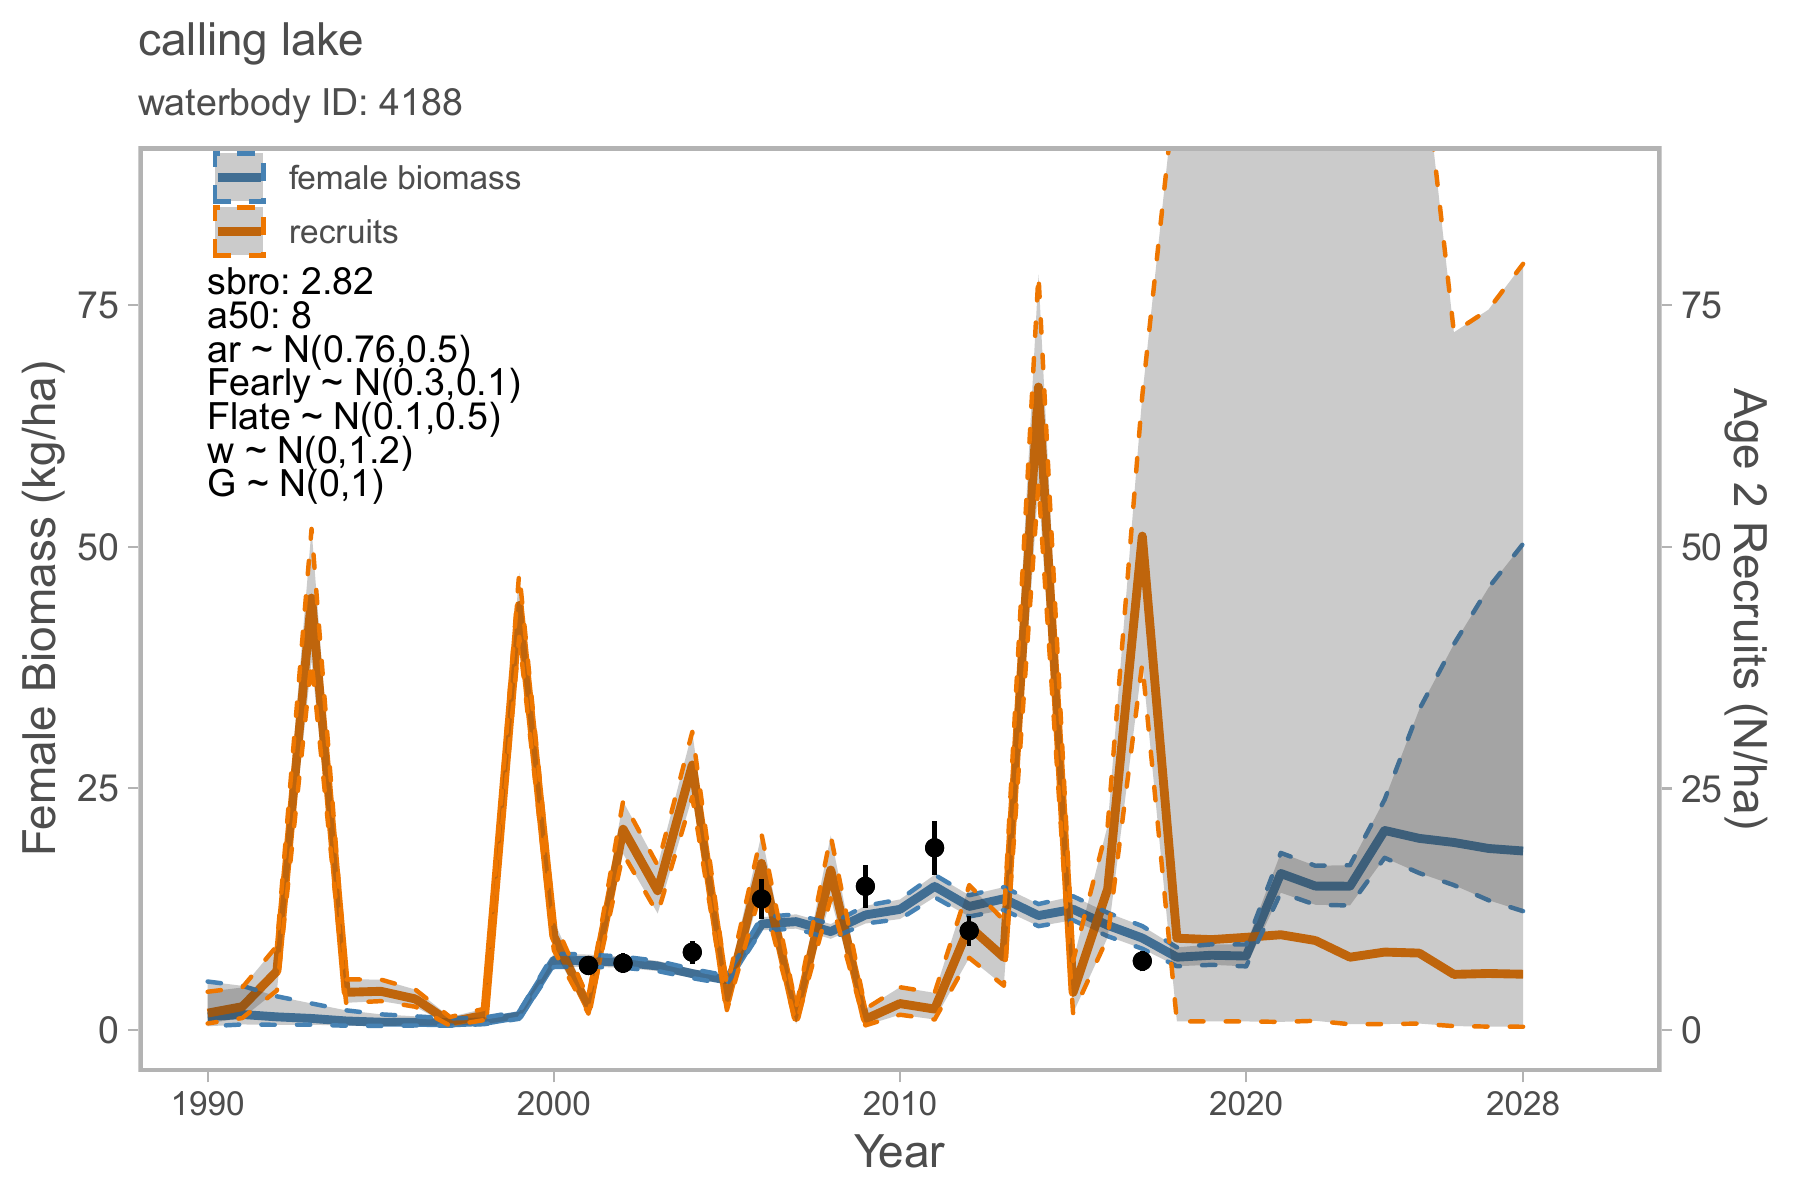 calling lake
waterbody ID: 4188
female biomass
recruits
sbro: 2.82
a50: 8
ar ~ N(0.76,0.5)
Fearly ~ N(0.3,0.1)
Flate ~ N(0.1,0.5)
w ~ N(0,1.2)
G ~ N(0,1)
Female Biomass (kg/ha)
75
50
25
0
75
50
25
0
Age 2 Recruits (N/ha)
1990
2000
2010
2020
2028
Year